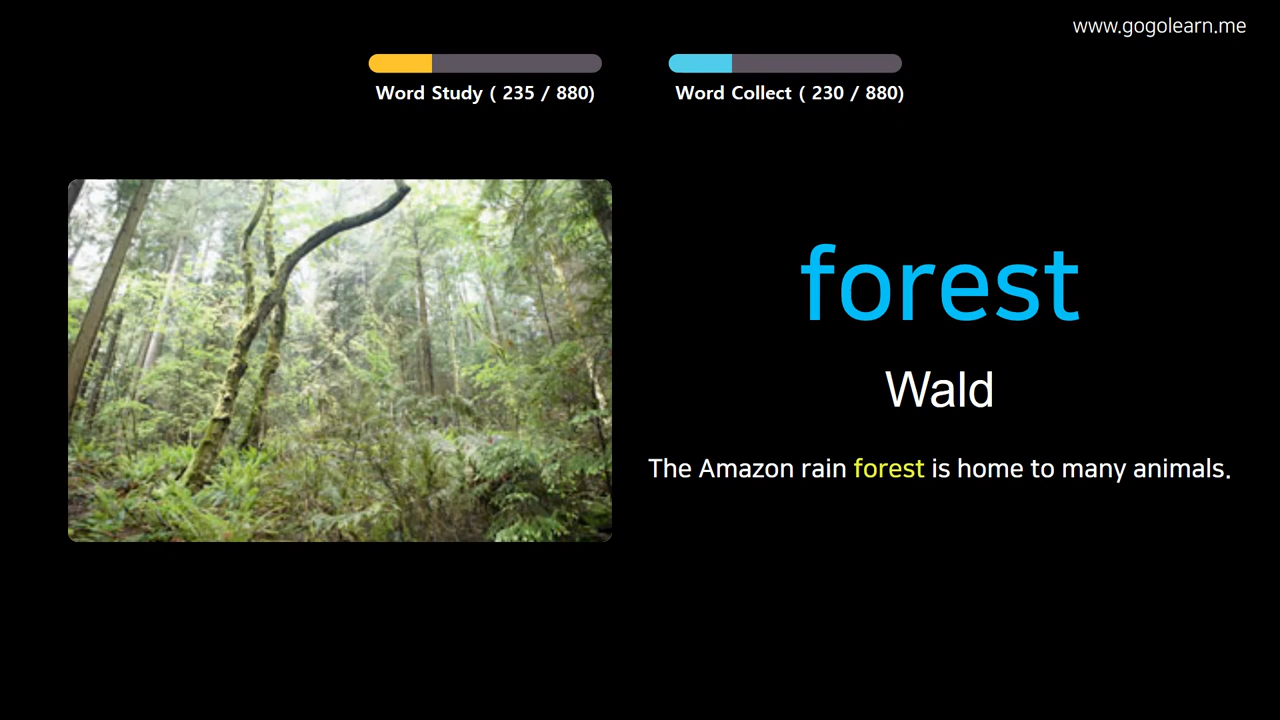 www.gogolearn.me
Word Study ( 235 / 880)
Word Collect ( 230 / 880)
forest
Wald
The Amazon rain forest is home to many animals.